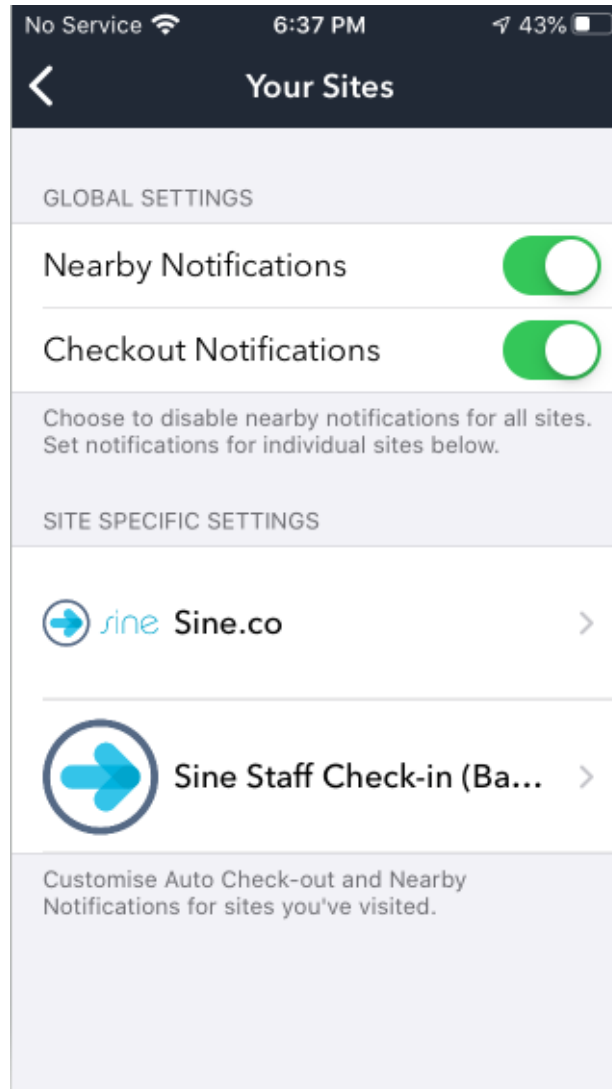 No Service 6:37 PM 43%
Your Sites
GLOBAL SETTINGS
Nearby Notifications
Checkout Notifications
Choose to disable nearby notifications for all sites.
Set notifications for individual sites below.
SITE SPECIFIC SETTINGS
sine Sine.co
Sine Staff Check-in (Ba...
Customise Auto Check-out and Nearby
Notifications for sites you've visited.